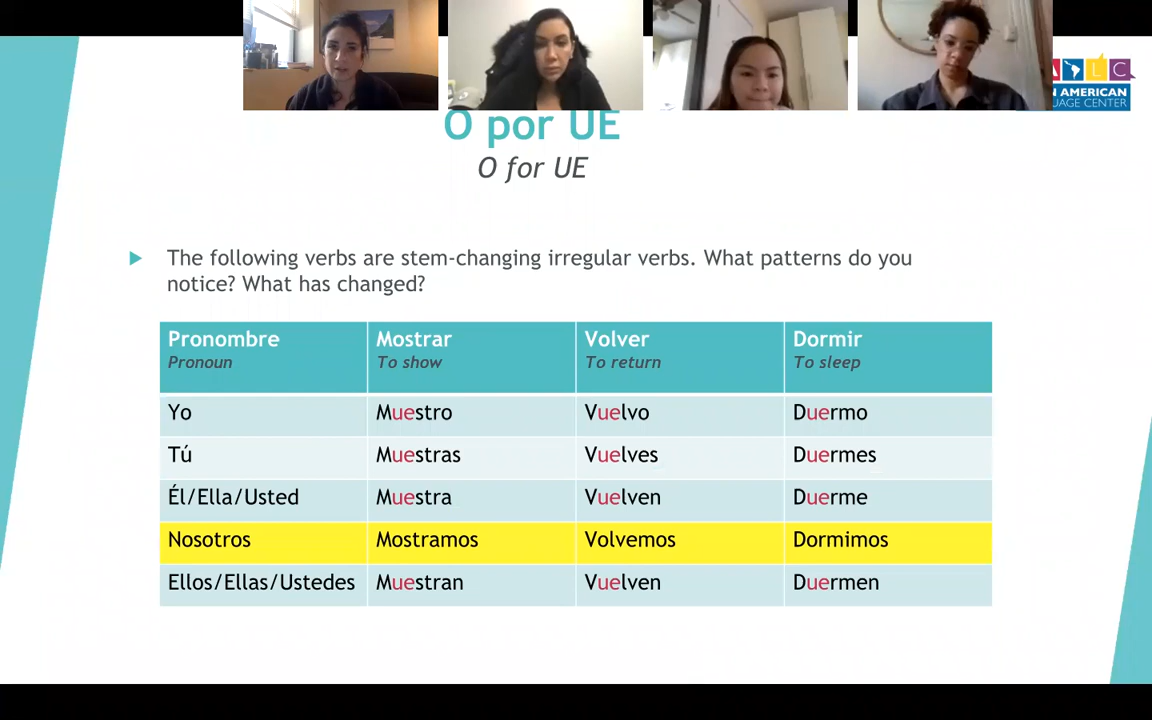 L C
N AMERICAN
UAGE CENTER
O por UE
O for UE
The following verbs are stem-changing irregular verbs. What patterns do you
notice? What has changed?
Pronombre Mostrar Volver Dormir
Pronoun To show To return To sleep
Yo Muestro Vuelvo Duermo
Tú Muestras Vuelves Duermes
Él/Ella/Usted Muestra Vuelven Duerme
Nosotros Mostramos Volvemos Dormimos
Ellos/Ellas/Ustedes Muestran Vuelven Duermen